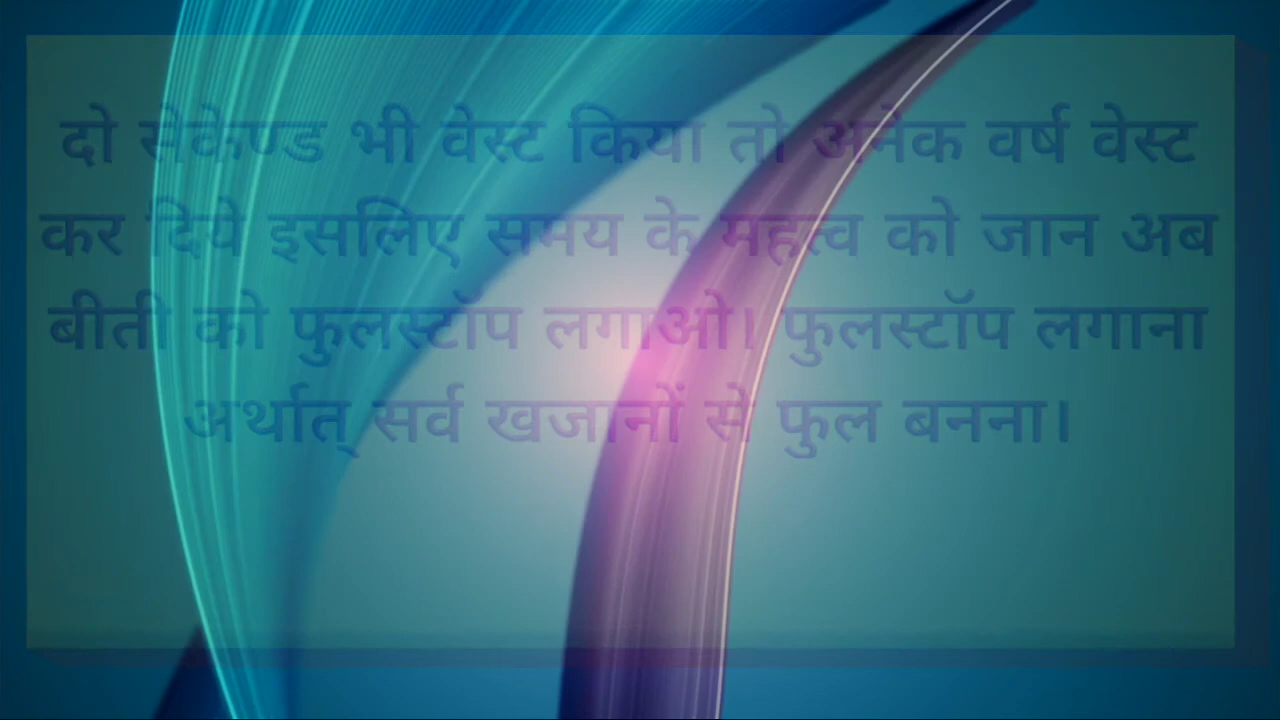 दो सेकेण्ड भी वेस्ट किया तो अनेक वर्ष वेस्ट
कर दिये इसलिए समय के महत्व को जान अब
बीती को फुलस्टॉप लगाओ। फुलस्टॉप लगाना
अर्थात् सर्व खजानों से फुल बनना।